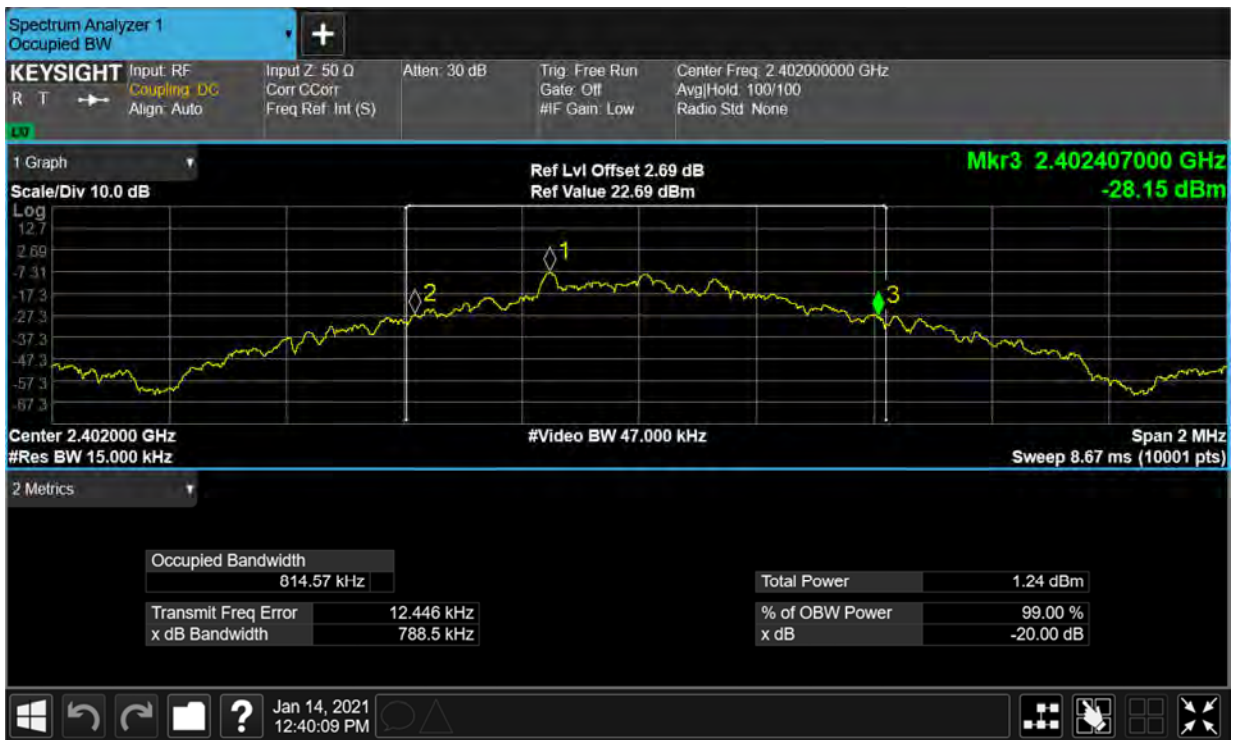 Spectrum Analyzer 1
Occupied BW
KEYSIGHT
R T
LXI
Input: RF
Coupling: DC
Align: Auto
Input Z: 50 Ω
Corr CCorr
Freq Ref: Int (S)
Atten: 30 dB
Trig: Free Run
Gate: Off
#IF Gain: Low
Center Freq: 2.402000000 GHz
Avg|Hold: 100/100
Radio Std: None
1 Graph
Scale/Div 10.0 dB
Ref Lvl Offset 2.69 dB
Ref Value 22.69 dBm
Mkr3 2.402407000 GHz
-28.15 dBm
Log
12.7
2.69
-7.31
-17.3
-27.3
-37.3
-47.3
-57.3
-67.3
1
2
3
Center 2.402000 GHz
#Res BW 15.000 kHz
#Video BW 47.000 kHz
Span 2 MHz
Sweep 8.67 ms (10001 pts)
2 Metrics
Occupied Bandwidth
814.57 kHz
Transmit Freq Error 12.446 kHz
x dB Bandwidth 788.5 kHz
Total Power 1.24 dBm
% of OBW Power 99.00 %
x dB -20.00 dB
?
Jan 14, 2021
12:40:09 PM